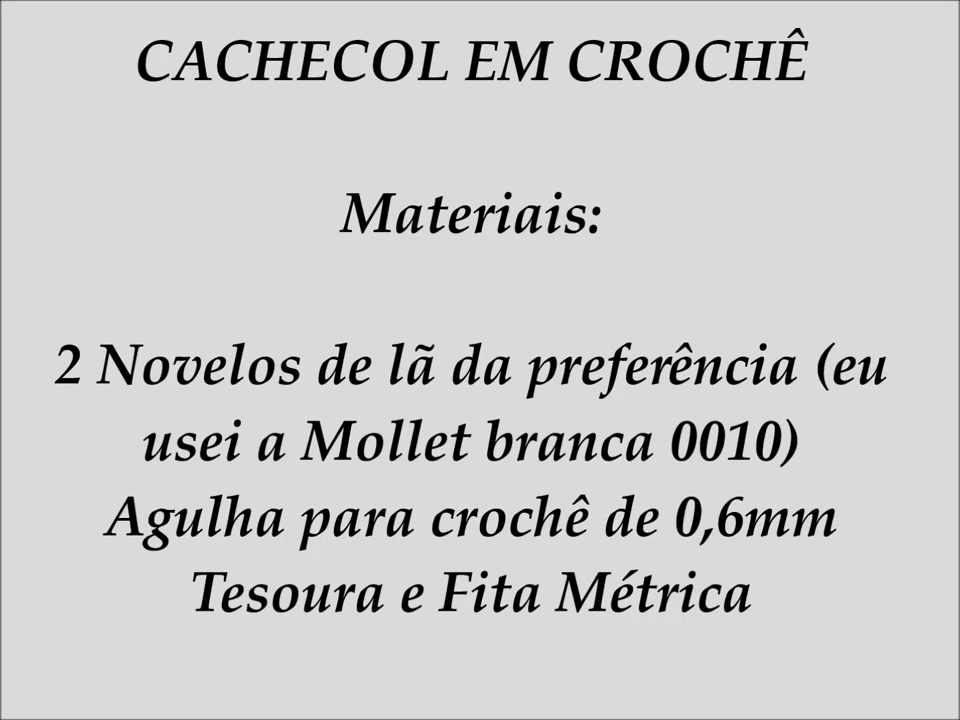 CACHECOL EM CROCHÊ
Materiais:
2 Novelos de lã da preferência (eu
usei a Mollet branca 0010)
Agulha para crochê de 0,6mm
Tesoura e Fita Métrica